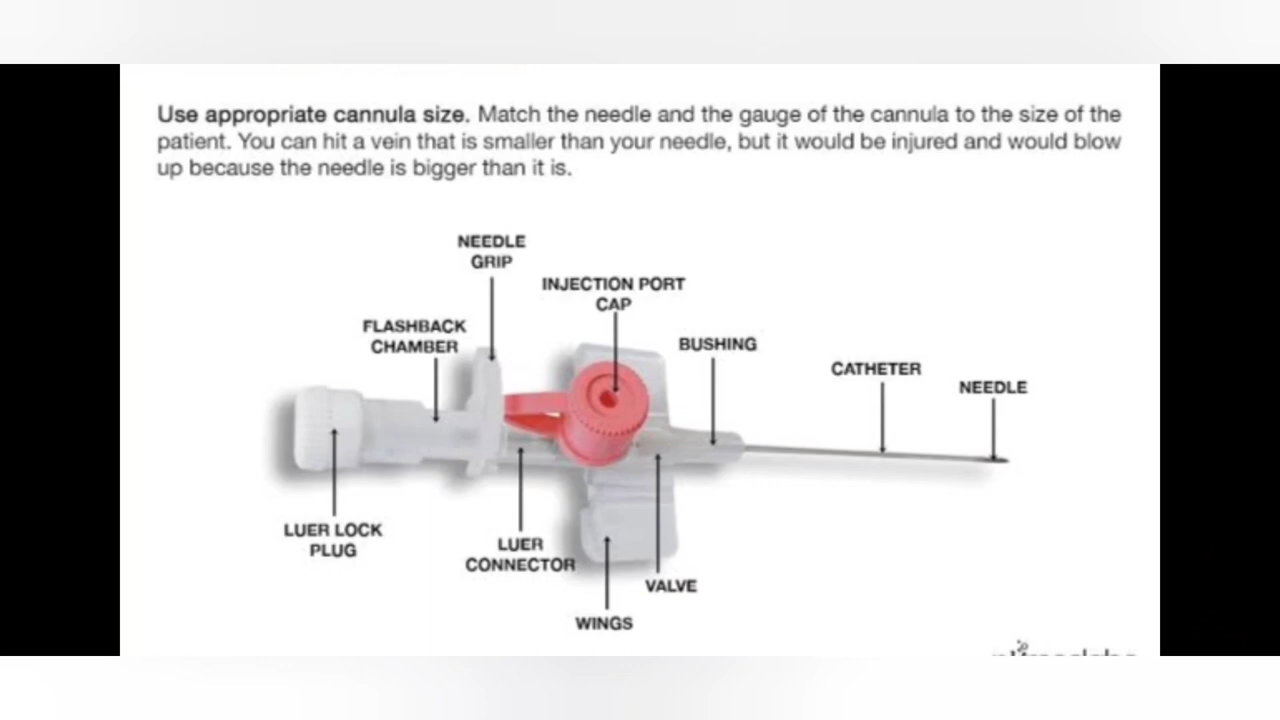 Use appropriate cannula size. Match the needle and the gauge of the cannula to the size of the
patient. You can hit a vein that is smaller than your needle, but it would be injured and would blow
up because the needle is bigger than it is.
NEEDLE
GRIP
INJECTION PORT
CAP
FLASHBACK
CHAMBER
BUSHING
CATHETER
NEEDLE
LUER LOCK
PLUG
LUER
CONNECTOR
VALVE
WINGS